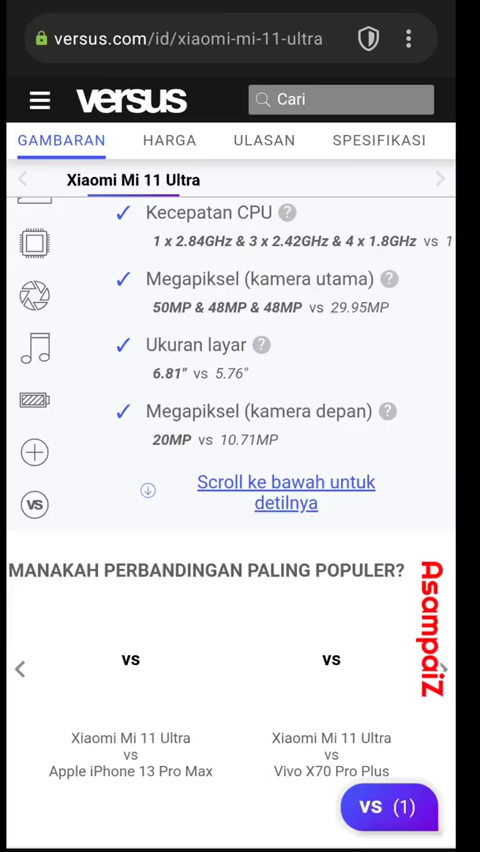 versus.com/id/xiaomi-mi-11-ultra
versus
Cari
GAMBARAN HARGA ULASAN SPESIFIKASI
Xiaomi Mi 11 Ultra
Kecepatan CPU ?
1 x 2.84GHz & 3 x 2.42GHz & 4 x 1.8GHz vs 1
Megapiksel (kamera utama) ?
50MP & 48MP & 48MP vs 29.95MP
Ukuran layar ?
6.81" vs 5.76"
Megapiksel (kamera depan) ?
20MP vs 10.71MP
VS
Scroll ke bawah untuk
detilnya
MANAKAH PERBANDINGAN PALING POPULER?
AsampaiZ
vs vs
Xiaomi Mi 11 Ultra
vs
Apple iPhone 13 Pro Max
Xiaomi Mi 11 Ultra
vs
Vivo X70 Pro Plus
vs (1)